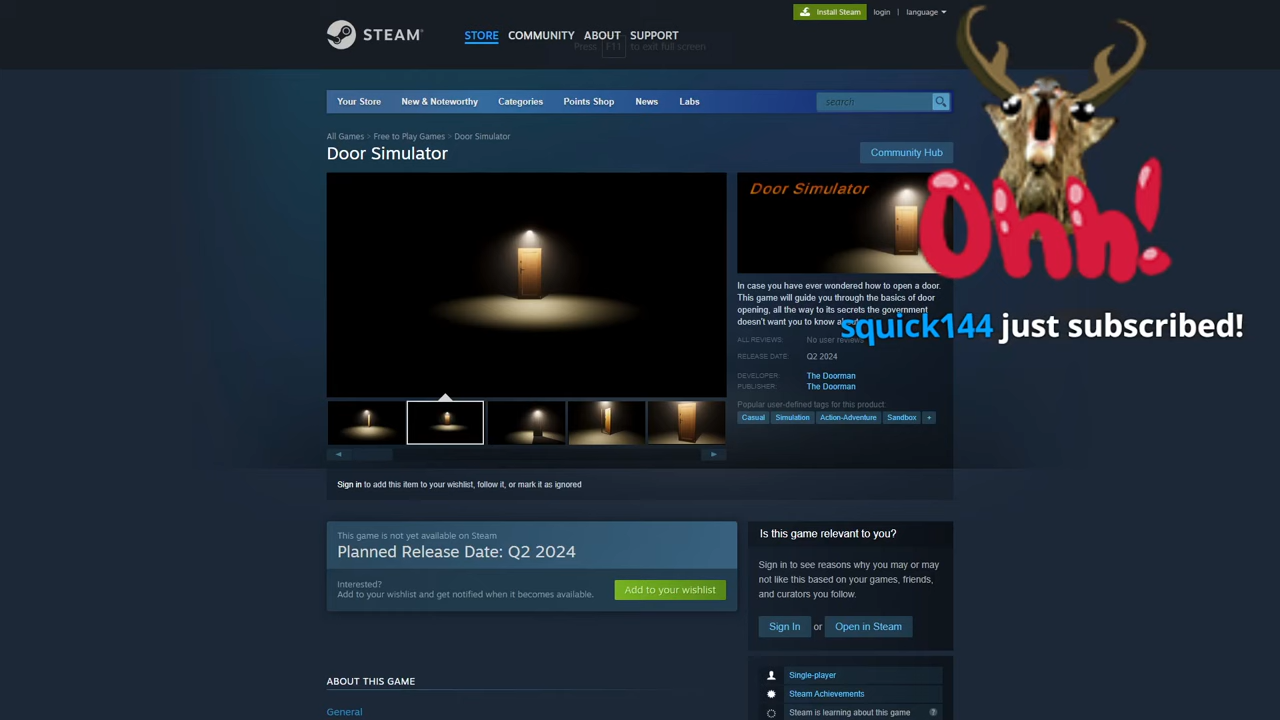 Install Steam
login | language
STEAM®
STORE COMMUNITY ABOUT SUPPORT
Press F11 to exit full screen
Your Store New & Noteworthy Categories Points Shop News Labs
search
All Games > Free to Play Games > Door Simulator
Door Simulator
Community Hub
Door Simulator
Ohh!
In case you have ever wondered how to open a door.
This game will guide you through the basics of door
opening, all the way to its secrets the government
doesn't want you to know
squick144 just subscribed!
ALL REVIEWS: No user reviews
RELEASE DATE: Q2 2024
DEVELOPER: The Doorman
PUBLISHER: The Doorman
Popular user-defined tags for this product:
Casual Simulation Action-Adventure Sandbox +
Sign in to add this item to your wishlist, follow it, or mark it as ignored
This game is not yet available on Steam
Planned Release Date: Q2 2024
Interested?
Add to your wishlist and get notified when it becomes available.
Add to your wishlist
Is this game relevant to you?
Sign in to see reasons why you may or may
not like this based on your games, friends,
and curators you follow.
Sign In or Open in Steam
Single-player
Steam Achievements
Steam is learning about this game ?
ABOUT THIS GAME
General